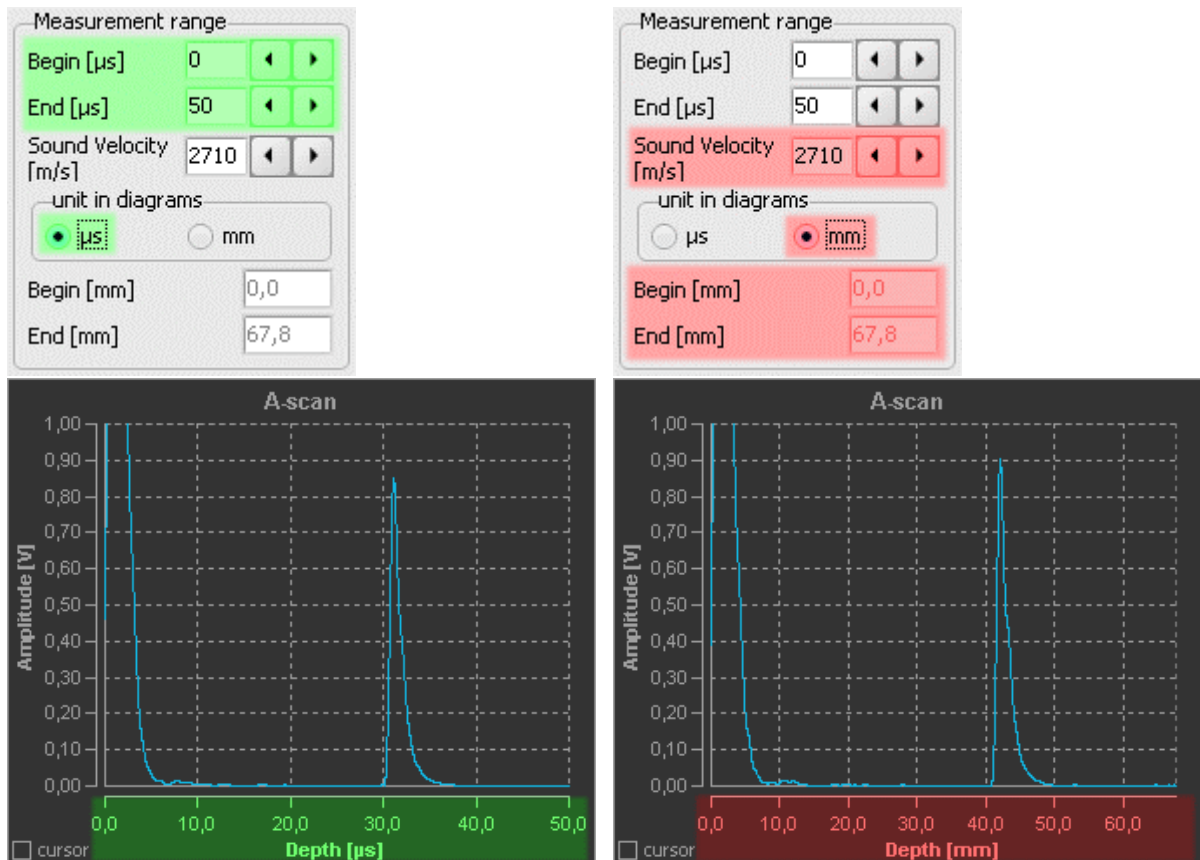 Measurement range
Begin [µs] 0
End [µs] 50
Sound Velocity
[m/s] 2710
unit in diagrams
µs mm
Begin [mm] 0,0
End [mm] 67,8
A-scan
1,00
0,90
0,80
0,70
0,60
0,50
0,40
0,30
0,20
0,10
0,00
Amplitude [V]
0,0 10,0 20,0 30,0 40,0 50,0
cursor Depth [µs]
Measurement range
Begin [µs] 0
End [µs] 50
Sound Velocity
[m/s] 2710
unit in diagrams
µs mm
Begin [mm] 0,0
End [mm] 67,8
A-scan
1,00
0,90
0,80
0,70
0,60
0,50
0,40
0,30
0,20
0,10
0,00
Amplitude [V]
0,0 10,0 20,0 30,0 40,0 50,0 60,0
cursor Depth [mm]